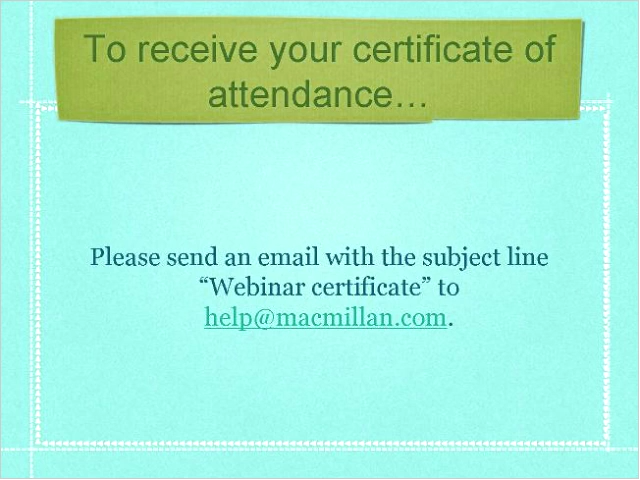 To receive your certificate of
attendance…
Please send an email with the subject line
“Webinar certificate” to
help@macmillan.com.